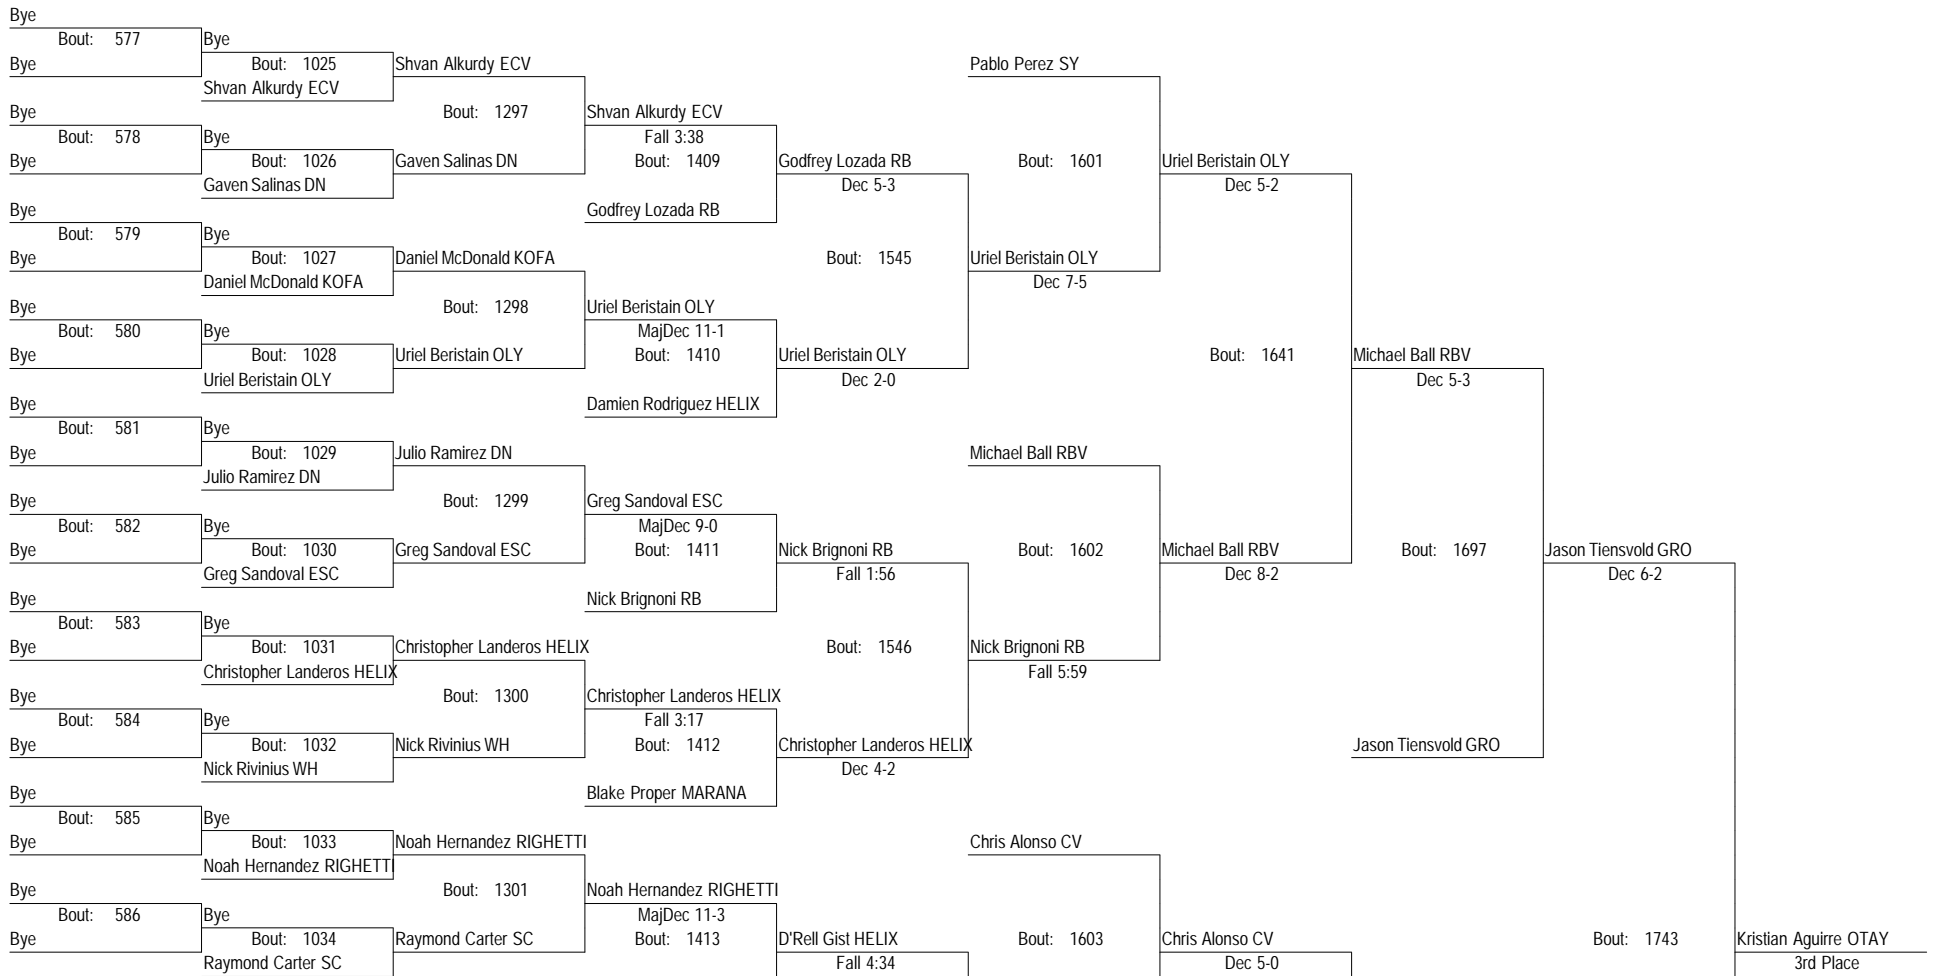 Bye
Bout: 577 Bye
Bye Bout: 1025 Shvan Alkurdy ECV Pablo Perez SY
Shvan Alkurdy ECV
Bye Bout: 1297 Shvan Alkurdy ECV
Bout: 578 Bye Fall 3:38
Bye Bout: 1026 Gaven Salinas DN Bout: 1409 Godfrey Lozada RB Bout: 1601 Uriel Beristain OLY
Gaven Salinas DN Dec 5-3 Dec 5-2
Bye Godfrey Lozada RB
Bout: 579 Bye
Bye Bout: 1027 Daniel McDonald KOFA Bout: 1545 Uriel Beristain OLY
Daniel McDonald KOFA Dec 7-5
Bye Bout: 1298 Uriel Beristain OLY
Bout: 580 Bye MajDec 11-1
Bye Bout: 1028 Uriel Beristain OLY Bout: 1410 Uriel Beristain OLY Bout: 1641 Michael Ball RBV
Uriel Beristain OLY Dec 2-0 Dec 5-3
Bye Damien Rodriguez HELIX
Bout: 581 Bye
Bye Bout: 1029 Julio Ramirez DN Michael Ball RBV
Julio Ramirez DN
Bye Bout: 1299 Greg Sandoval ESC
Bout: 582 Bye MajDec 9-0
Bye Bout: 1030 Greg Sandoval ESC Bout: 1411 Nick Brignoni RB Bout: 1602 Michael Ball RBV Bout: 1697 Jason Tiensvold GRO
Greg Sandoval ESC Fall 1:56 Dec 8-2 Dec 6-2
Bye Nick Brignoni RB
Bout: 583 Bye
Bye Bout: 1031 Christopher Landeros HELIX Bout: 1546 Nick Brignoni RB
Christopher Landeros HELIX Fall 5:59
Bye Bout: 1300 Christopher Landeros HELIX
Bout: 584 Bye Fall 3:17
Bye Bout: 1032 Nick Rivinius WH Bout: 1412 Christopher Landeros HELIX Jason Tiensvold GRO
Nick Rivinius WH Dec 4-2
Bye Blake Proper MARANA
Bout: 585 Bye
Bye Bout: 1033 Noah Hernandez RIGHETTI Chris Alonso CV
Noah Hernandez RIGHETTI
Bye Bout: 1301 Noah Hernandez RIGHETTI
Bout: 586 Bye MajDec 11-3
Bye Bout: 1034 Raymond Carter SC Bout: 1413 D'Rell Gist HELIX Bout: 1603 Chris Alonso CV Bout: 1743 Kristian Aguirre OTAY
Raymond Carter SC Fall 4:34 Dec 5-0 3rd Place